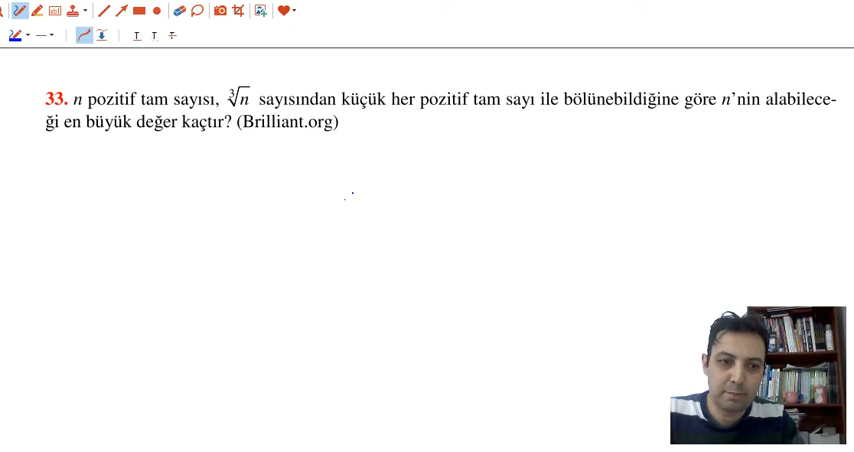 33. n pozitif tam sayısı, ∛n sayısından küçük her pozitif tam sayı ile bölünebildiğine göre n’nin alabilece-
ği en büyük değer kaçtır? (Brilliant.org)